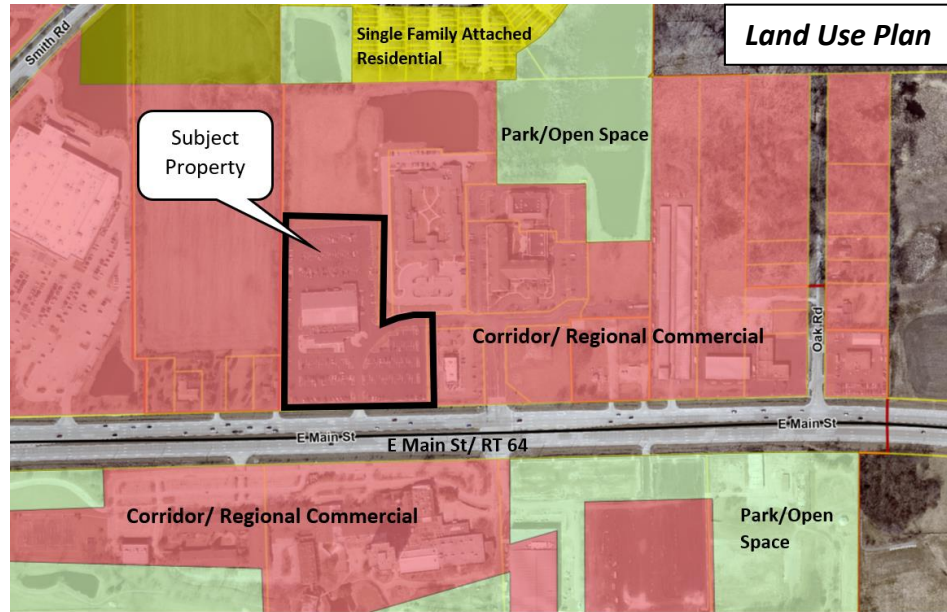 Land Use Plan
Smith Rd
Single Family Attached
Residential
Subject
Property
Park/Open Space
Corridor/ Regional Commercial
Oak Rd
E Main St
E Main St
E Main St/ RT 64
Corridor/ Regional Commercial
Park/Open
Space